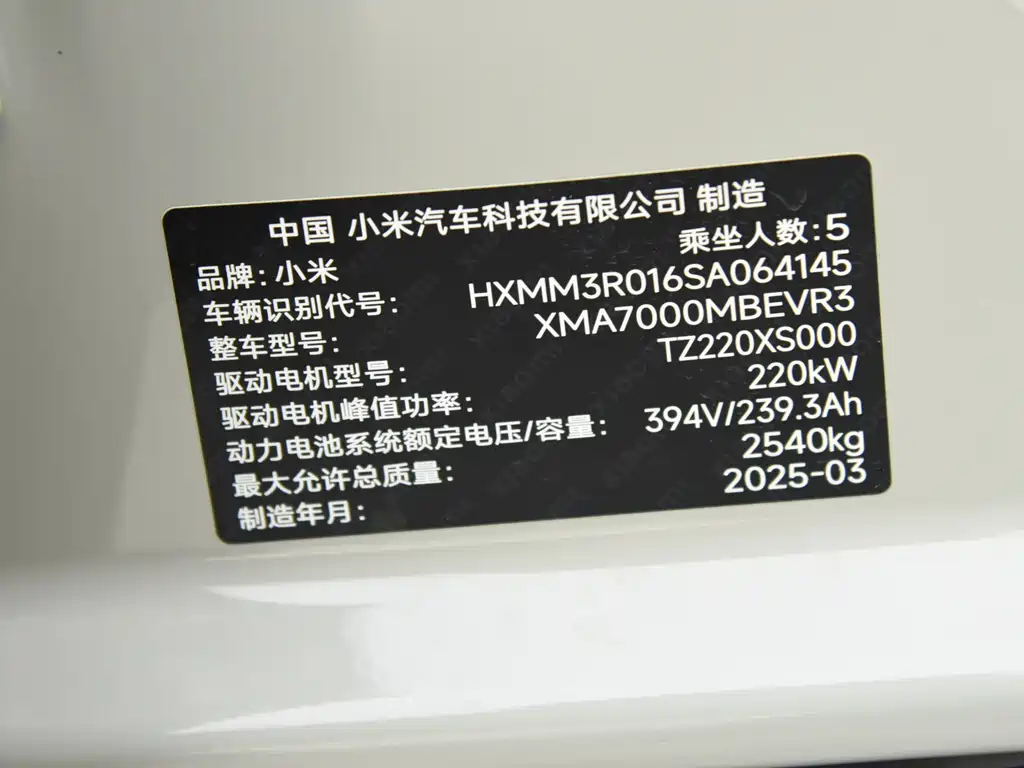 中国 小米汽车科技有限公司 制造
品牌：小米 乘坐人数：5
车辆识别代号： HXMM3R016SA064145
整车型号： XMA7000MBEVR3
驱动电机型号： TZ220XS000
驱动电机峰值功率： 220kW
动力电池系统额定电压/容量： 394V/239.3Ah
最大允许总质量： 2540kg
制造年月： 2025-03